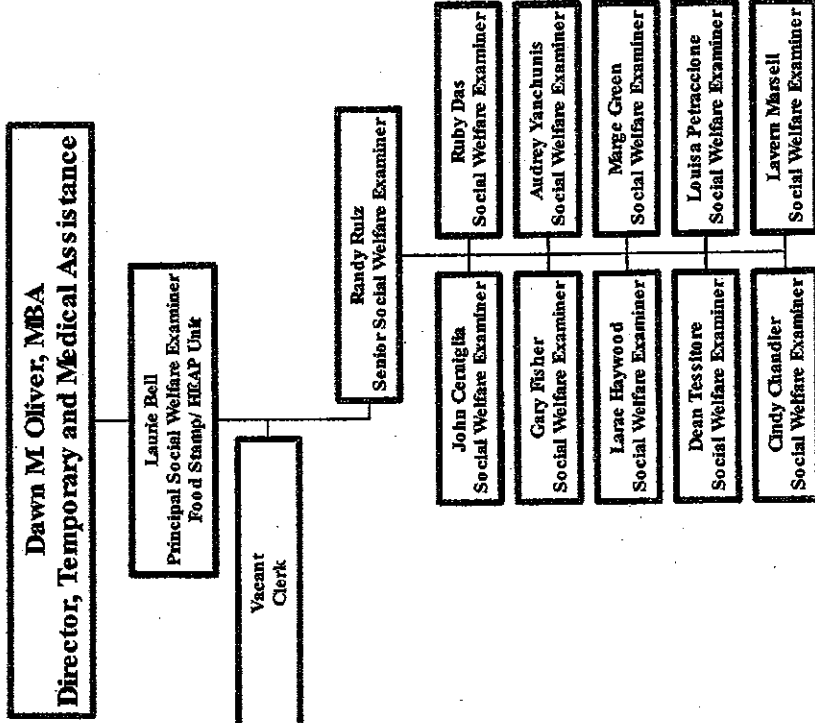 Dawn M. Oliver, MBA
Director, Temporary and Medical Assistance
Laurie Bell
Principal Social Welfare Examiner
Food Stamp/ HEAP Unit
Vacant
Clerk
Randy Ruiz
Senior Social Welfare Examiner
John Cerniglia
Social Welfare Examiner
Ruby Das
Social Welfare Examiner
Gary Fisher
Social Welfare Examiner
Audrey Yanchunis
Social Welfare Examiner
Larae Haywood
Social Welfare Examiner
Marge Green
Social Welfare Examiner
Dean Tessitore
Social Welfare Examiner
Louisa Petraccione
Social Welfare Examiner
Cindy Chandler
Social Welfare Examiner
Lavern Marsell
Social Welfare Examiner